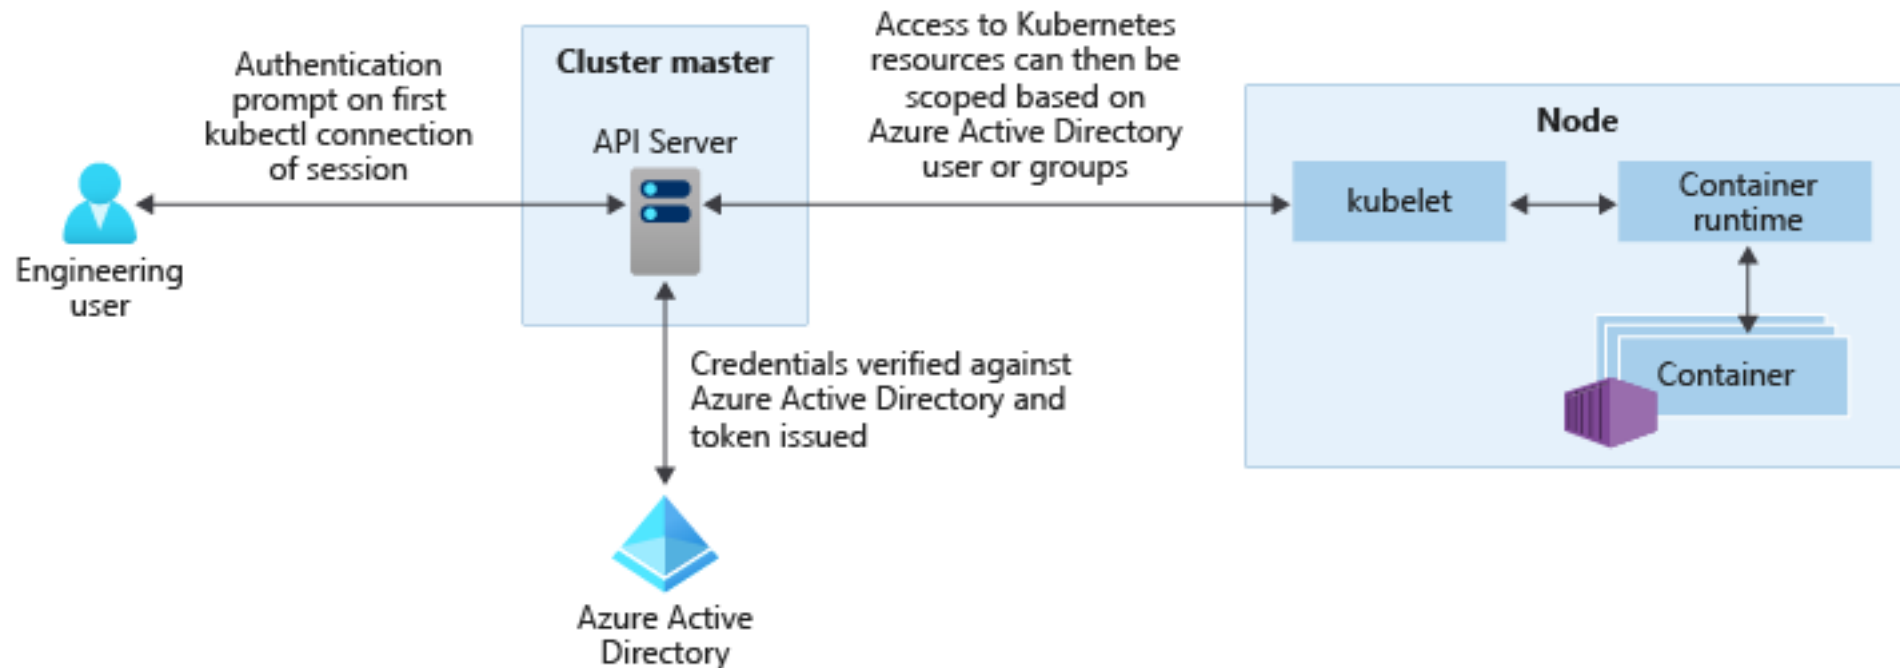 Authentication
prompt on first
kubectl connection
of session
Engineering
user
Cluster master
API Server
Access to Kubernetes
resources can then be
scoped based on
Azure Active Directory
user or groups
Credentials verified against
Azure Active Directory and
token issued
Azure Active
Directory
Node
kubelet
Container
runtime
Container